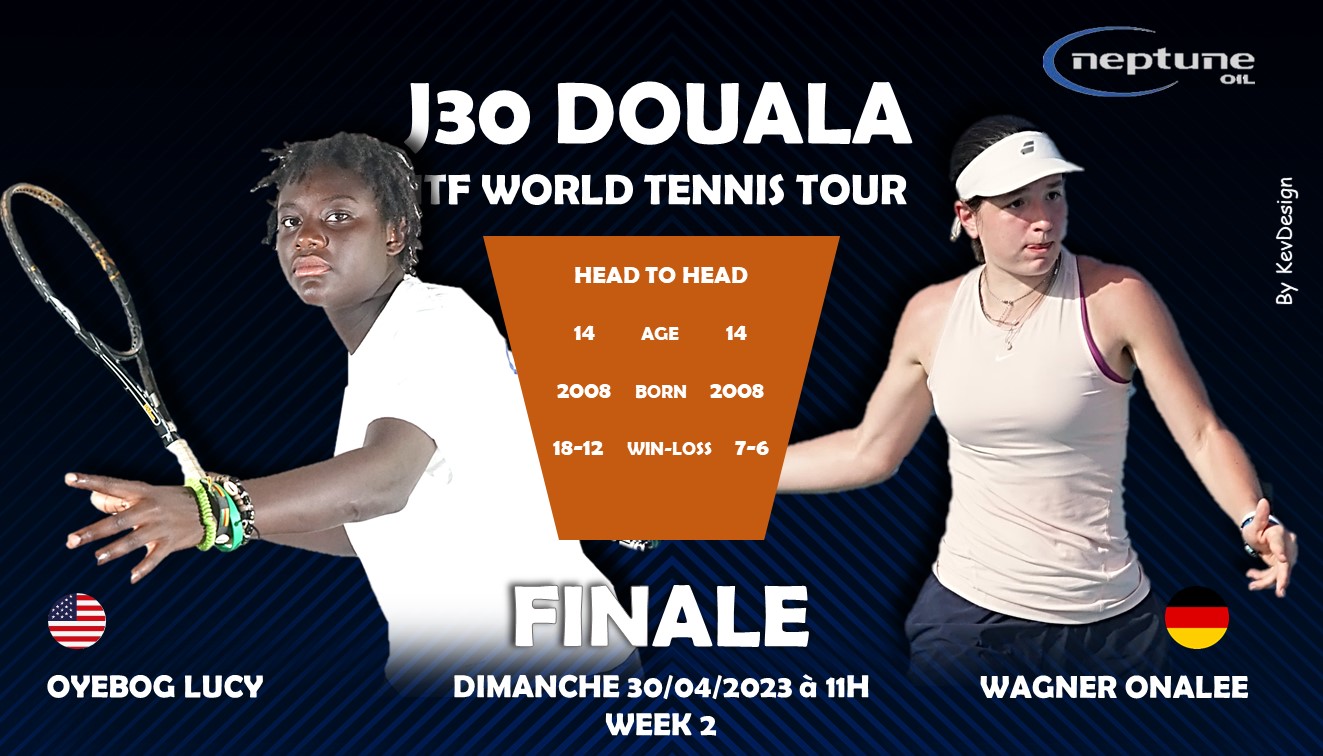 neptune
OIL
J30 DOUALA
ITF WORLD TENNIS TOUR
By KevDesign
HEAD TO HEAD
14 AGE 14
2008 BORN 2008
18-12 WIN-LOSS 7-6
FINALE
OYEBOG LUCY
DIMANCHE 30/04/2023 à 11H
WEEK 2
WAGNER ONALEE